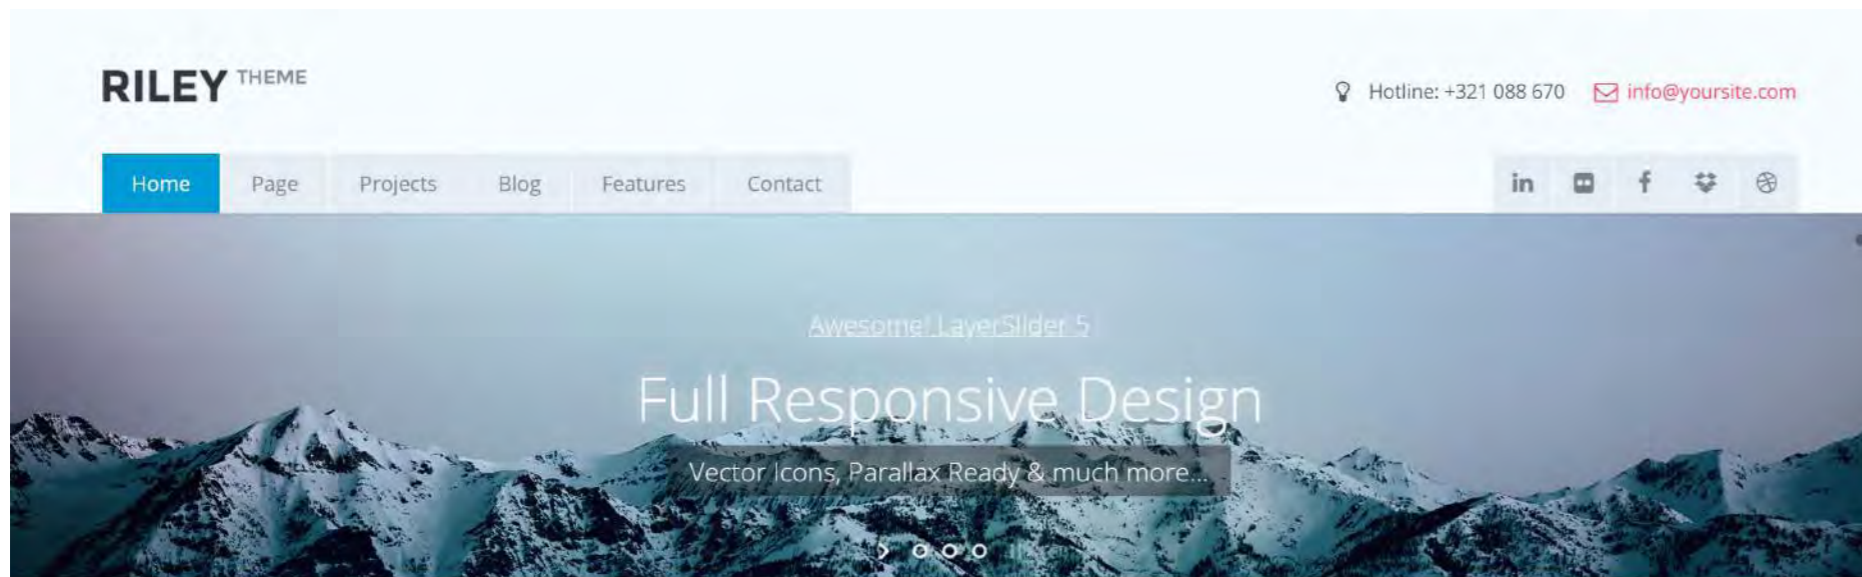 RILEY THEME
Hotline: +321 088 670 info@yoursite.com
Home Page Projects Blog Features Contact
Awesome! LayerSlider 5
Full Responsive Design
Vector Icons, Parallax Ready & much more...